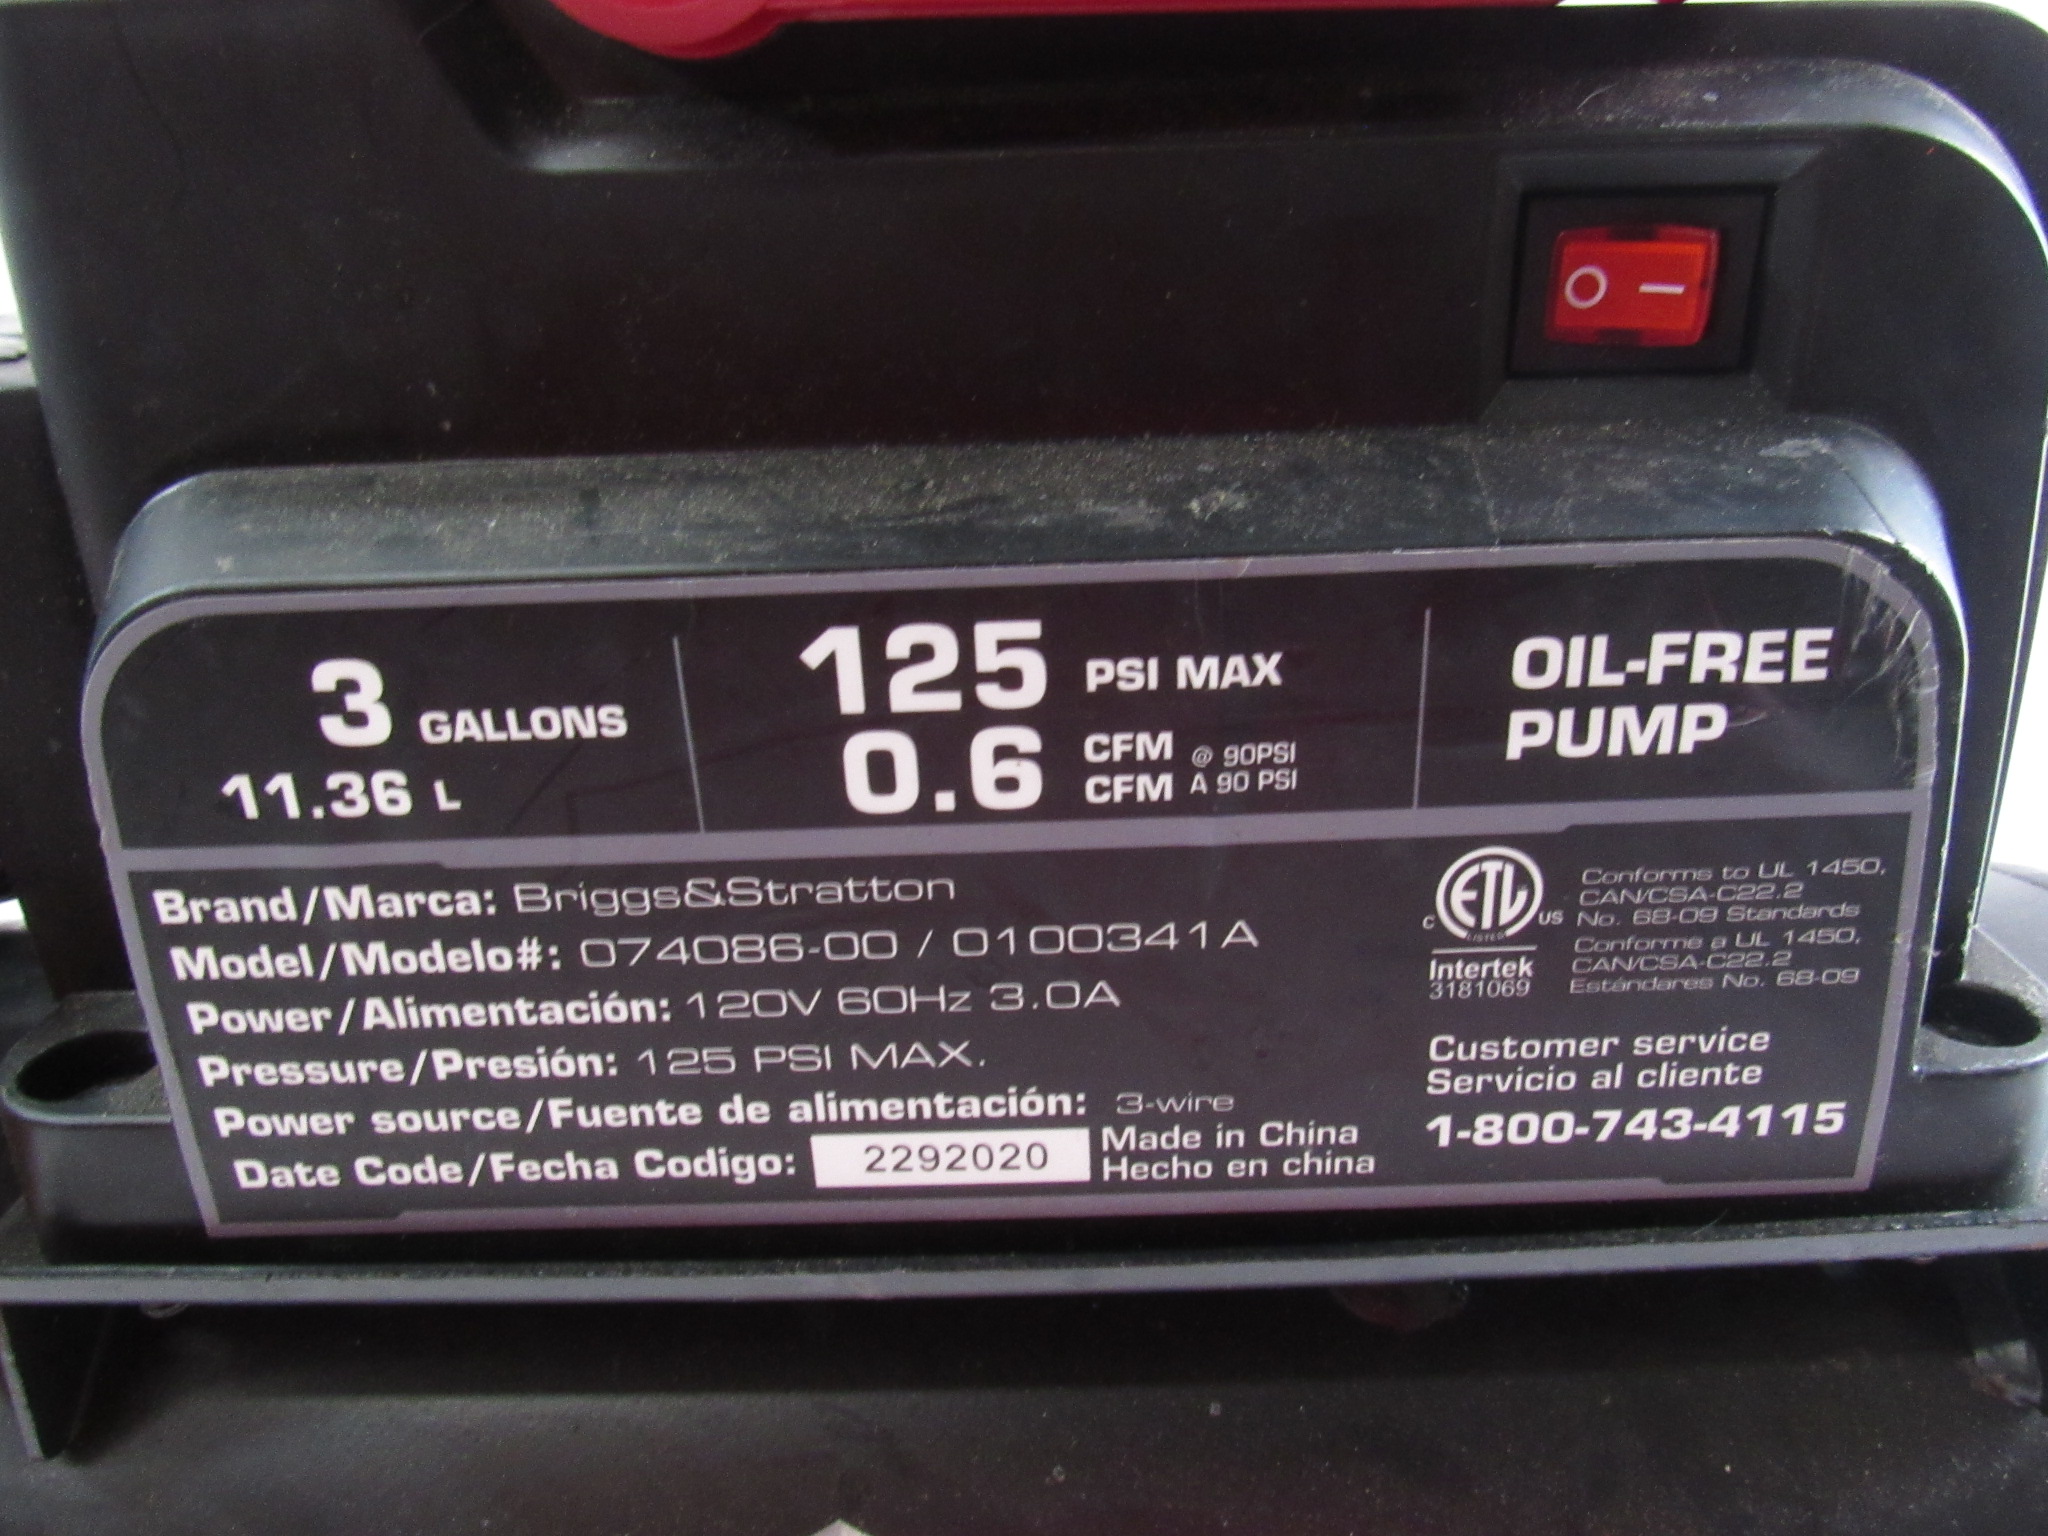 O —
3 GALLONS
11.36 L
125 PSI MAX
0.6 CFM @ 90PSI
CFM A 90 PSI
OIL-FREE
PUMP
Brand/Marca: Briggs&Stratton
Model/Modelo#: 074086-00 / 0100341A
Power/Alimentación: 120V 60Hz 3.0A
Pressure/Presión: 125 PSI MAX.
Power source/Fuente de alimentación: 3-wire
Date Code/Fecha Codigo: 2292020
Made in China
Hecho en china
ETL
C US
LISTED
Intertek
3181069
Conforms to UL 1450,
CAN/CSA-C22.2
No. 68-09 Standards
Conforme a UL 1450,
CAN/CSA-C22.2
Estándares No. 68-09
Customer service
Servicio al cliente
1-800-743-4115